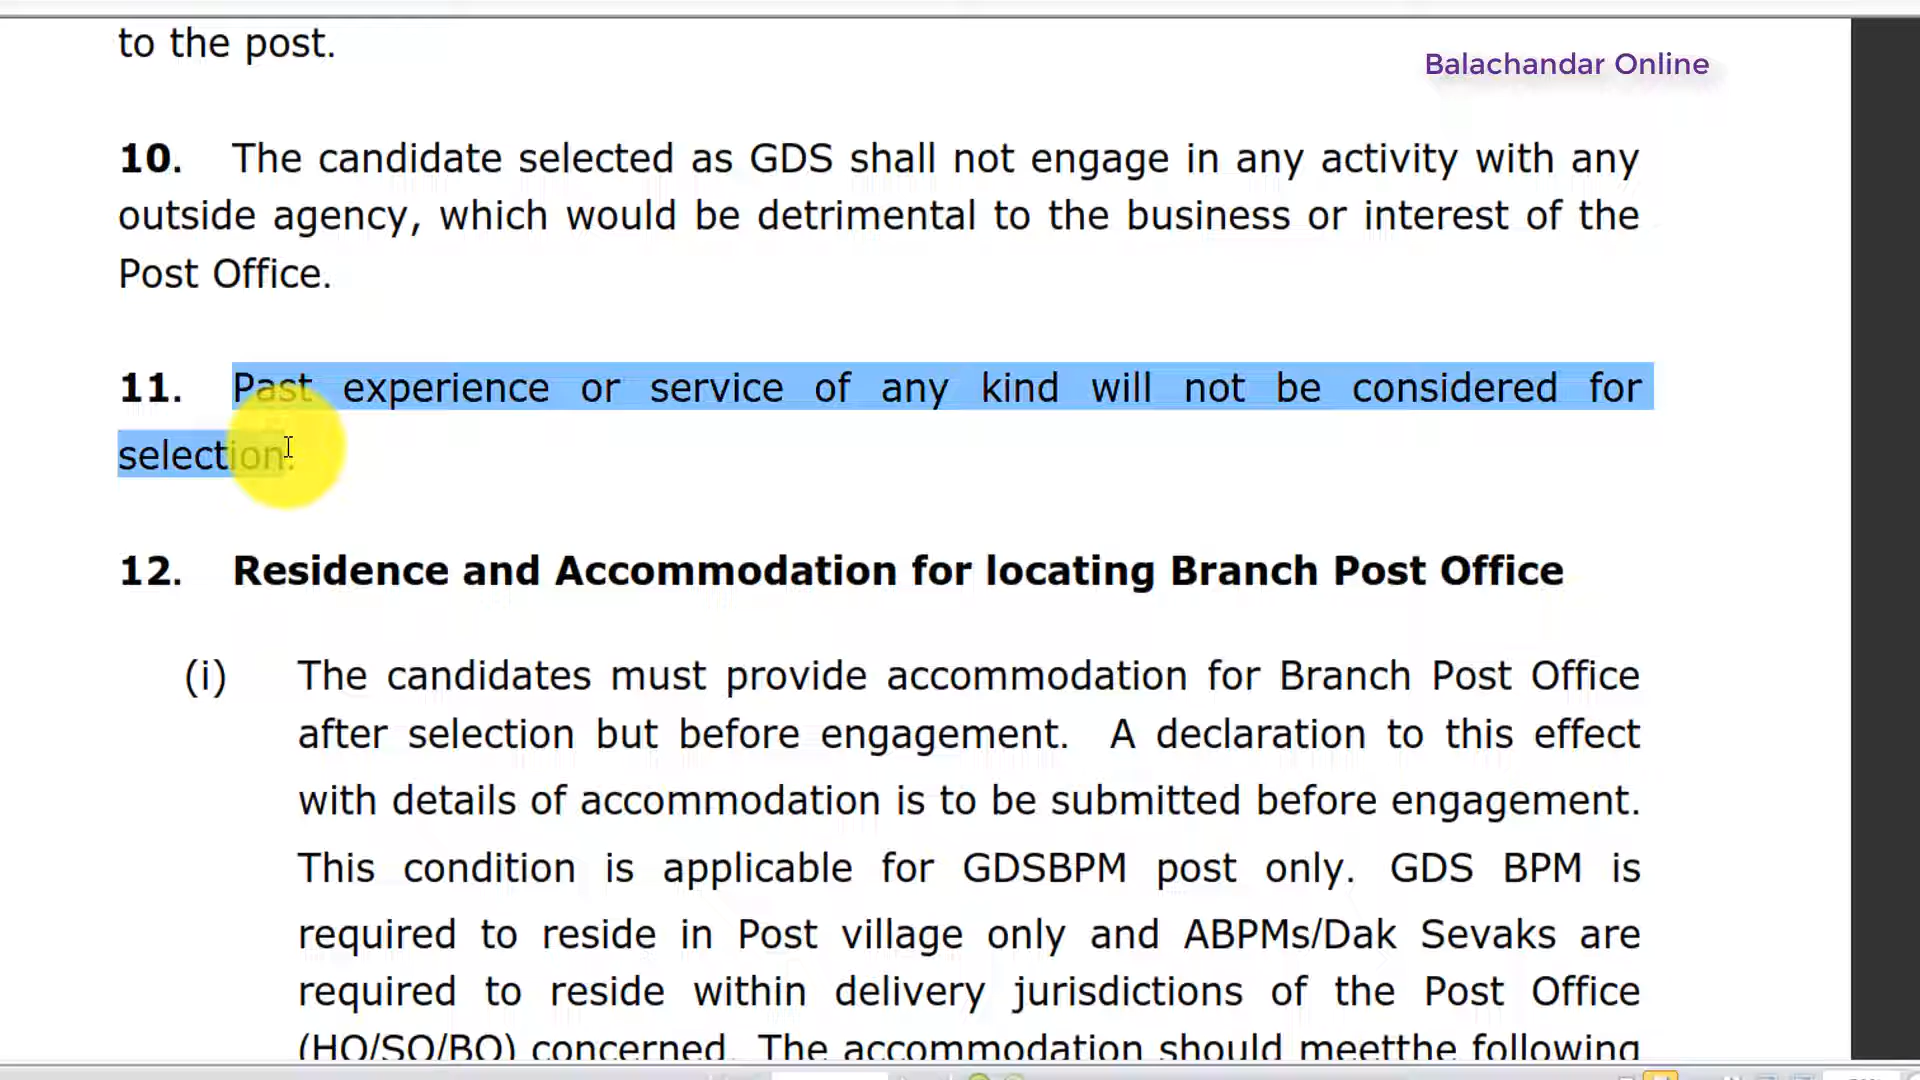 to the post.
Balachandar Online
10. The candidate selected as GDS shall not engage in any activity with any
outside agency, which would be detrimental to the business or interest of the
Post Office.
11. Past experience or service of any kind will not be considered for
selection.
12. Residence and Accommodation for locating Branch Post Office
(i) The candidates must provide accommodation for Branch Post Office
after selection but before engagement. A declaration to this effect
with details of accommodation is to be submitted before engagement.
This condition is applicable for GDSBPM post only. GDS BPM is
required to reside in Post village only and ABPMs/Dak Sevaks are
required to reside within delivery jurisdictions of the Post Office
(HO/SO/BO) concerned. The accommodation should meetthe following